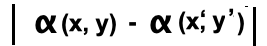 | α(x, y) - α(x', y') |